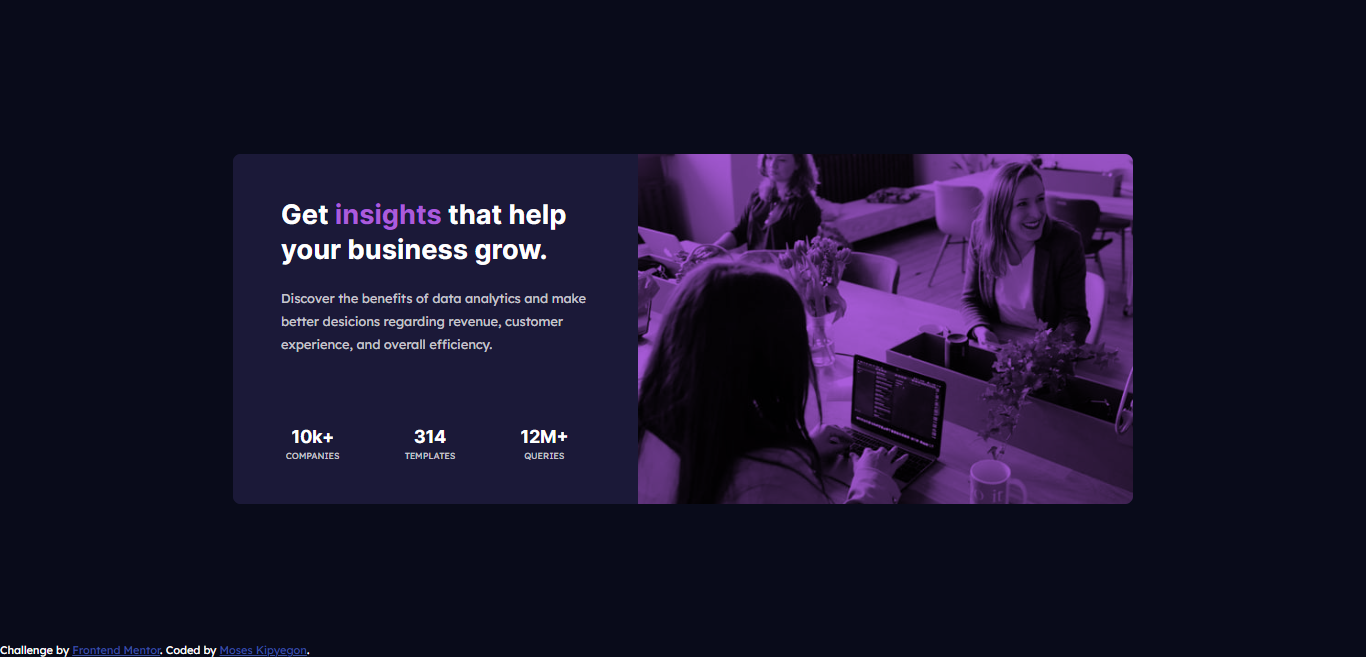 Get insights that help
your business grow.
Discover the benefits of data analytics and make
better desicions regarding revenue, customer
experience, and overall efficiency.
10k+ 314 12M+
COMPANIES TEMPLATES QUERIES
Challenge by Frontend Mentor. Coded by Moses Kipyegon.